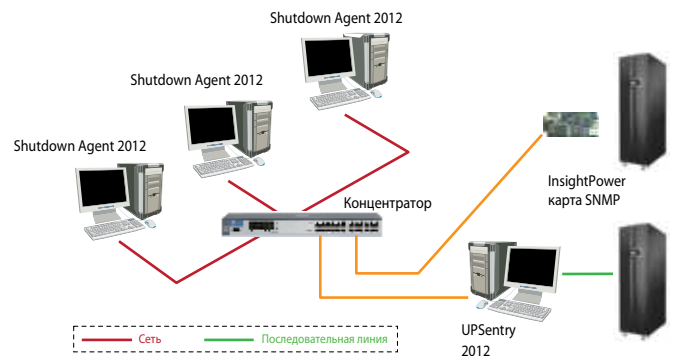 Shutdown Agent 2012
Shutdown Agent 2012
Shutdown Agent 2012
Концентратор
InsightPower
карта SNMP
UPSentry
2012
Сеть
Последовательная линия